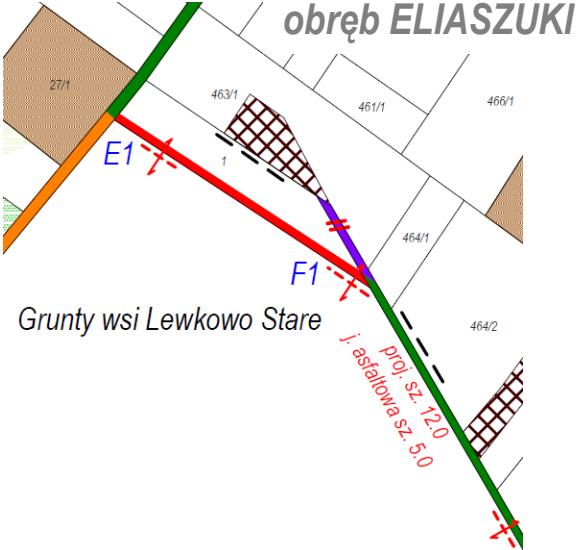 obręb ELIASZUKI
27/1
463/1
461/1
466/1
E1
1
464/1
F1
Grunty wsi Lewkowo Stare
464/2
proj. sz. 12.0
j. asfaltowa sz. 5.0